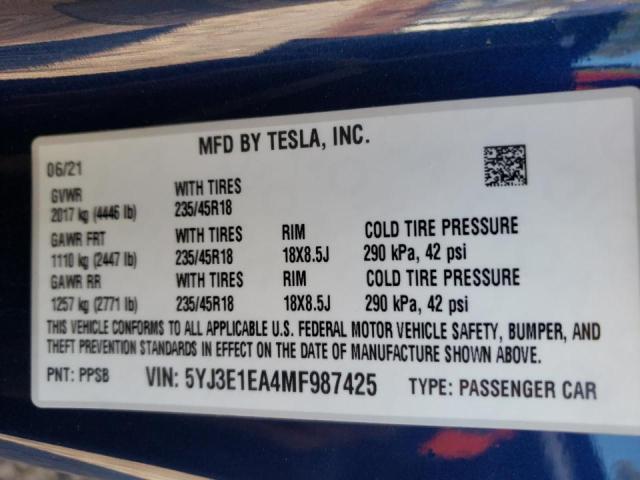 MFD BY TESLA, INC.
06/21
GVWR WITH TIRES
2017 kg (4446 lb) 235/45R18
GAWR FRT WITH TIRES RIM COLD TIRE PRESSURE
1110 kg (2447 lb) 235/45R18 18X8.5J 290 kPa, 42 psi
GAWR RR WITH TIRES RIM COLD TIRE PRESSURE
1257 kg (2771 lb) 235/45R18 18X8.5J 290 kPa, 42 psi
THIS VEHICLE CONFORMS TO ALL APPLICABLE U.S. FEDERAL MOTOR VEHICLE SAFETY, BUMPER, AND
THEFT PREVENTION STANDARDS IN EFFECT ON THE DATE OF MANUFACTURE SHOWN ABOVE.
PNT: PPSB VIN: 5YJ3E1EA4MF987425 TYPE: PASSENGER CAR